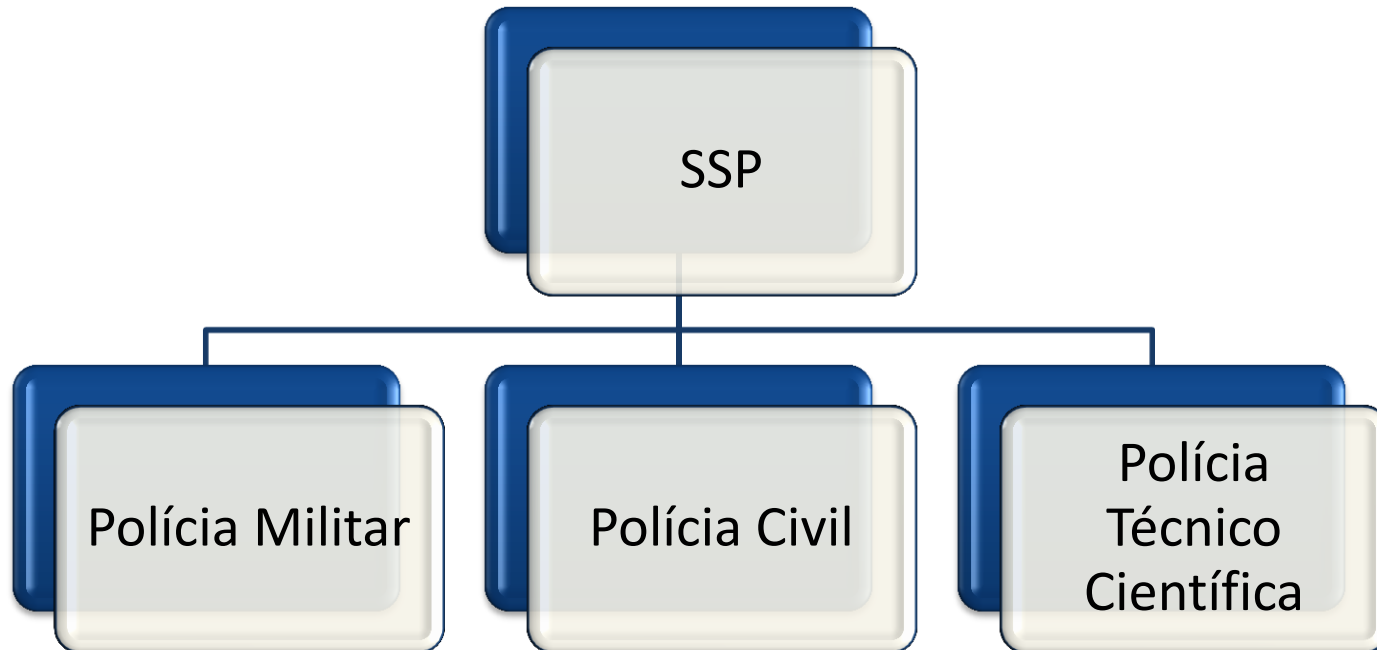 SSP
Polícia Militar
Polícia Civil
Polícia
Técnico
Científica